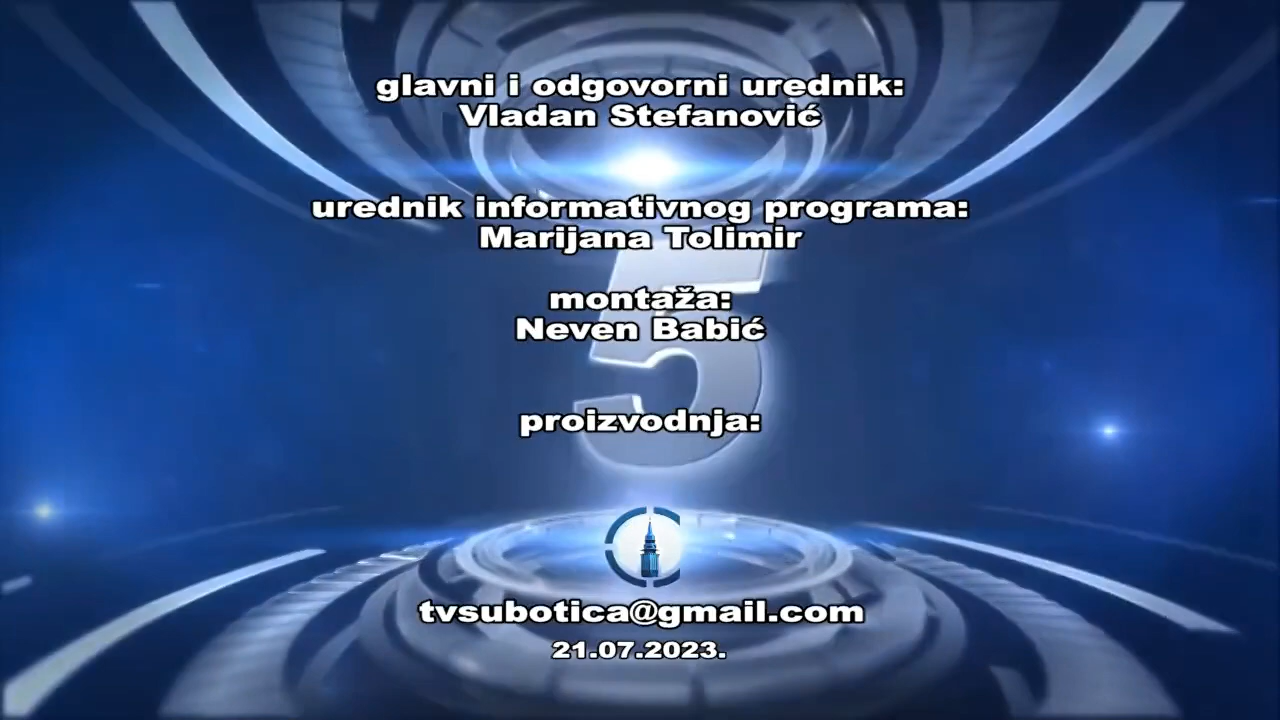 glavni i odgovorni urednik:
Vladan Stefanović
urednik informativnog programa:
Marijana Tolimir
montaža:
Neven Babić
5
proizvodnja:
tvsubotica@gmail.com
21.07.2023.